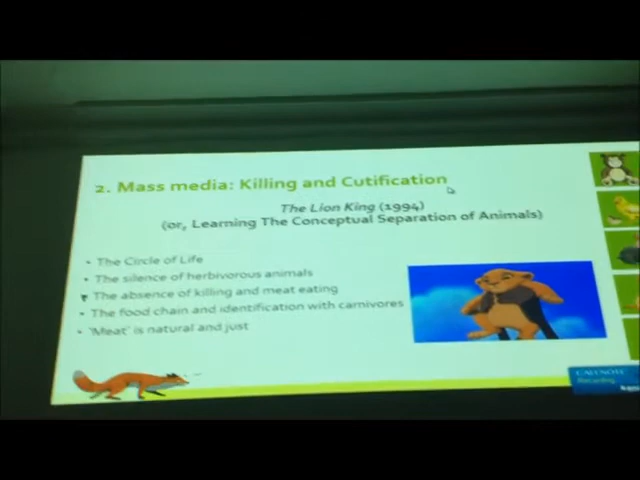 2. Mass media: Killing and Cutification
The Lion King (1994)
(or, Learning The Conceptual Separation of Animals)
• The Circle of Life
• The silence of herbivorous animals
• The absence of killing and meat eating
• The food chain and identification with carnivores
• 'Meat' is natural and just
Recording